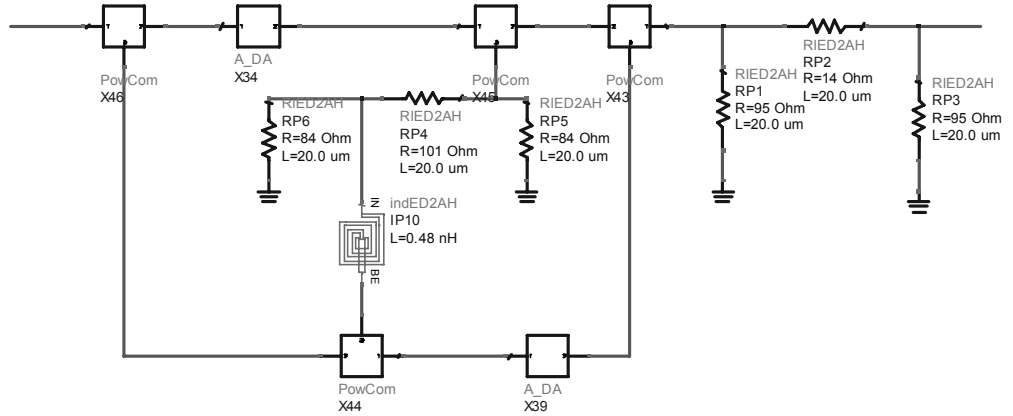 PowCom
X46
A_DA
X34
PowCom
X45
PowCom
X43
RIED2AH
RP2
R=14 Ohm
L=20.0 um
RIED2AH
RP1
R=95 Ohm
L=20.0 um
RIED2AH
RP3
R=95 Ohm
L=20.0 um
RIED2AH
RP6
R=84 Ohm
L=20.0 um
RIED2AH
RP4
R=101 Ohm
L=20.0 um
RIED2AH
RP5
R=84 Ohm
L=20.0 um
IN
indED2AH
IP10
L=0.48 nH
BE
PowCom
X44
A_DA
X39